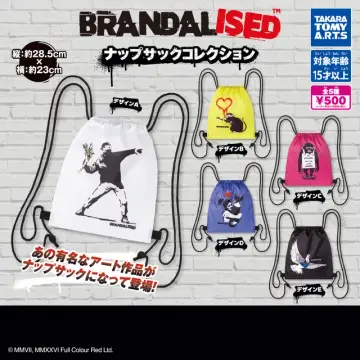 BRANDALISED™
ナップサックコレクション
縦:約28.5cm
×
横:約23cm
TAKARA TOMY A.R.T.S
対象年齢
15才以上
全5種
¥500
デザインA
デザインB
デザインC
デザインD
デザインE
BRANDALISED
あの有名なアート作品が
ナップサックになって登場!
© MMVII, MMXXVI Full Colour Red Ltd.